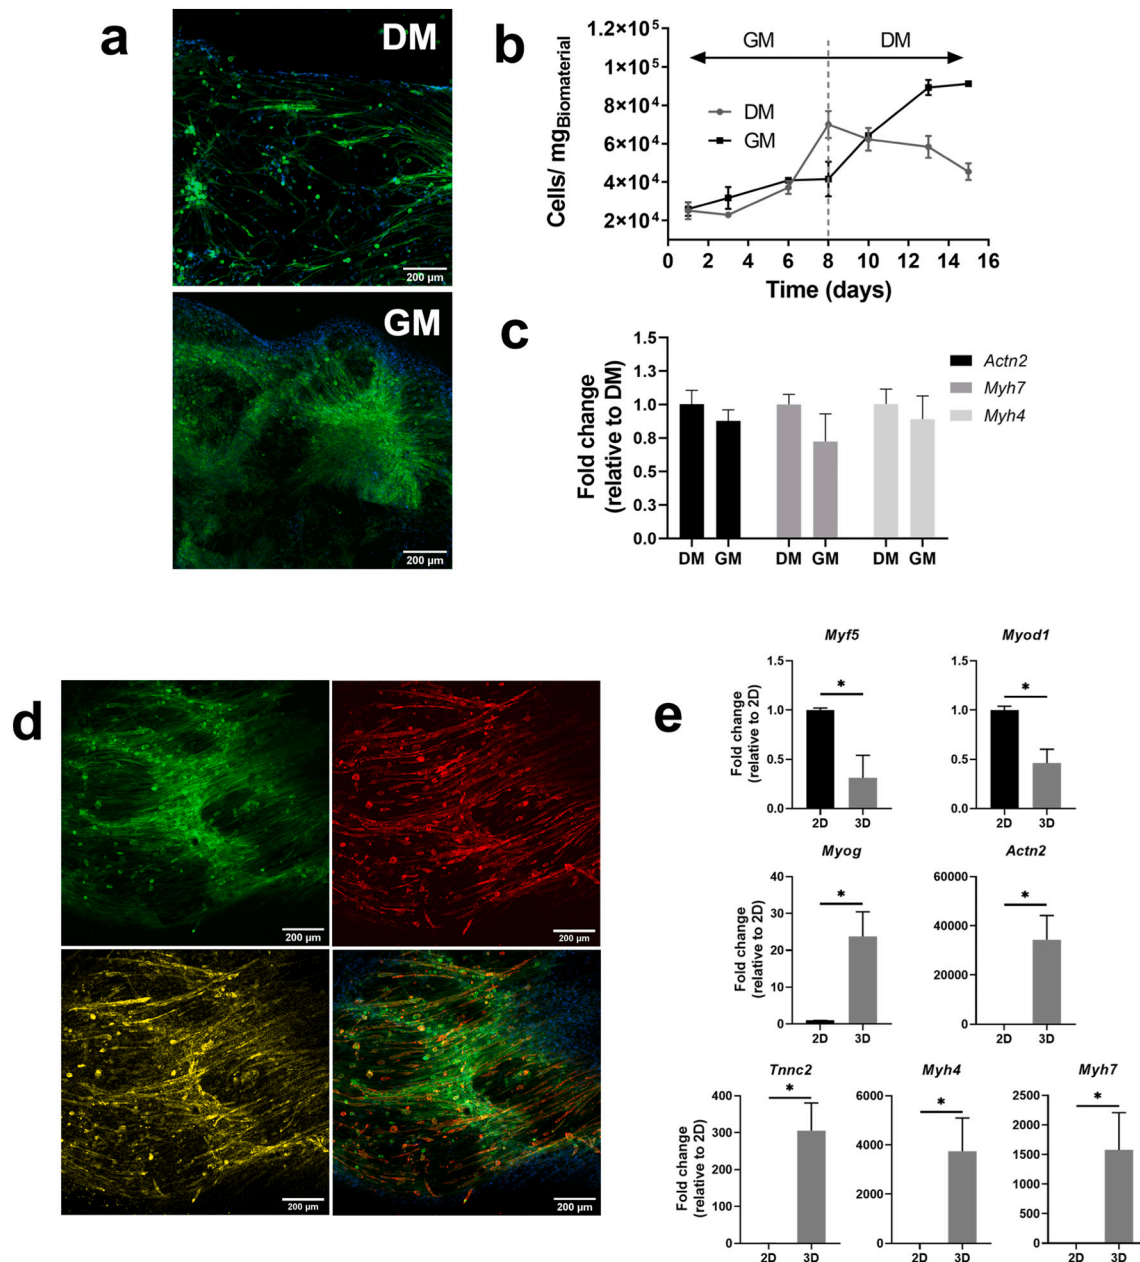 a
DM
200 µm
GM
200 µm
b
GM
DM
1.2×10⁵
1×10⁵
8×10⁴
6×10⁴
4×10⁴
2×10⁴
Cells/ mgBiomaterial
DM
GM
0 2 4 6 8 10 12 14 16
Time (days)
c
Fold change
(relative to DM)
1.5
1.3
1.0
0.8
0.5
0.3
0.0
DM GM DM GM DM GM
Actn2
Myh7
Myh4
d
200 µm
200 µm
200 µm
200 µm
e
Myf5
Fold change
(relative to 2D)
1.5
1.0
0.5
0.0
*
2D 3D
Myod1
1.5
1.0
0.5
0.0
*
2D 3D
Myog
Fold change
(relative to 2D)
40
30
20
10
0
*
2D 3D
Actn2
60000
40000
20000
0
*
2D 3D
Tnnc2
Fold change
(relative to 2D)
400
300
200
100
0
*
2D 3D
Myh4
6000
4000
2000
0
*
2D 3D
Myh7
2500
2000
1500
1000
500
0
*
2D 3D